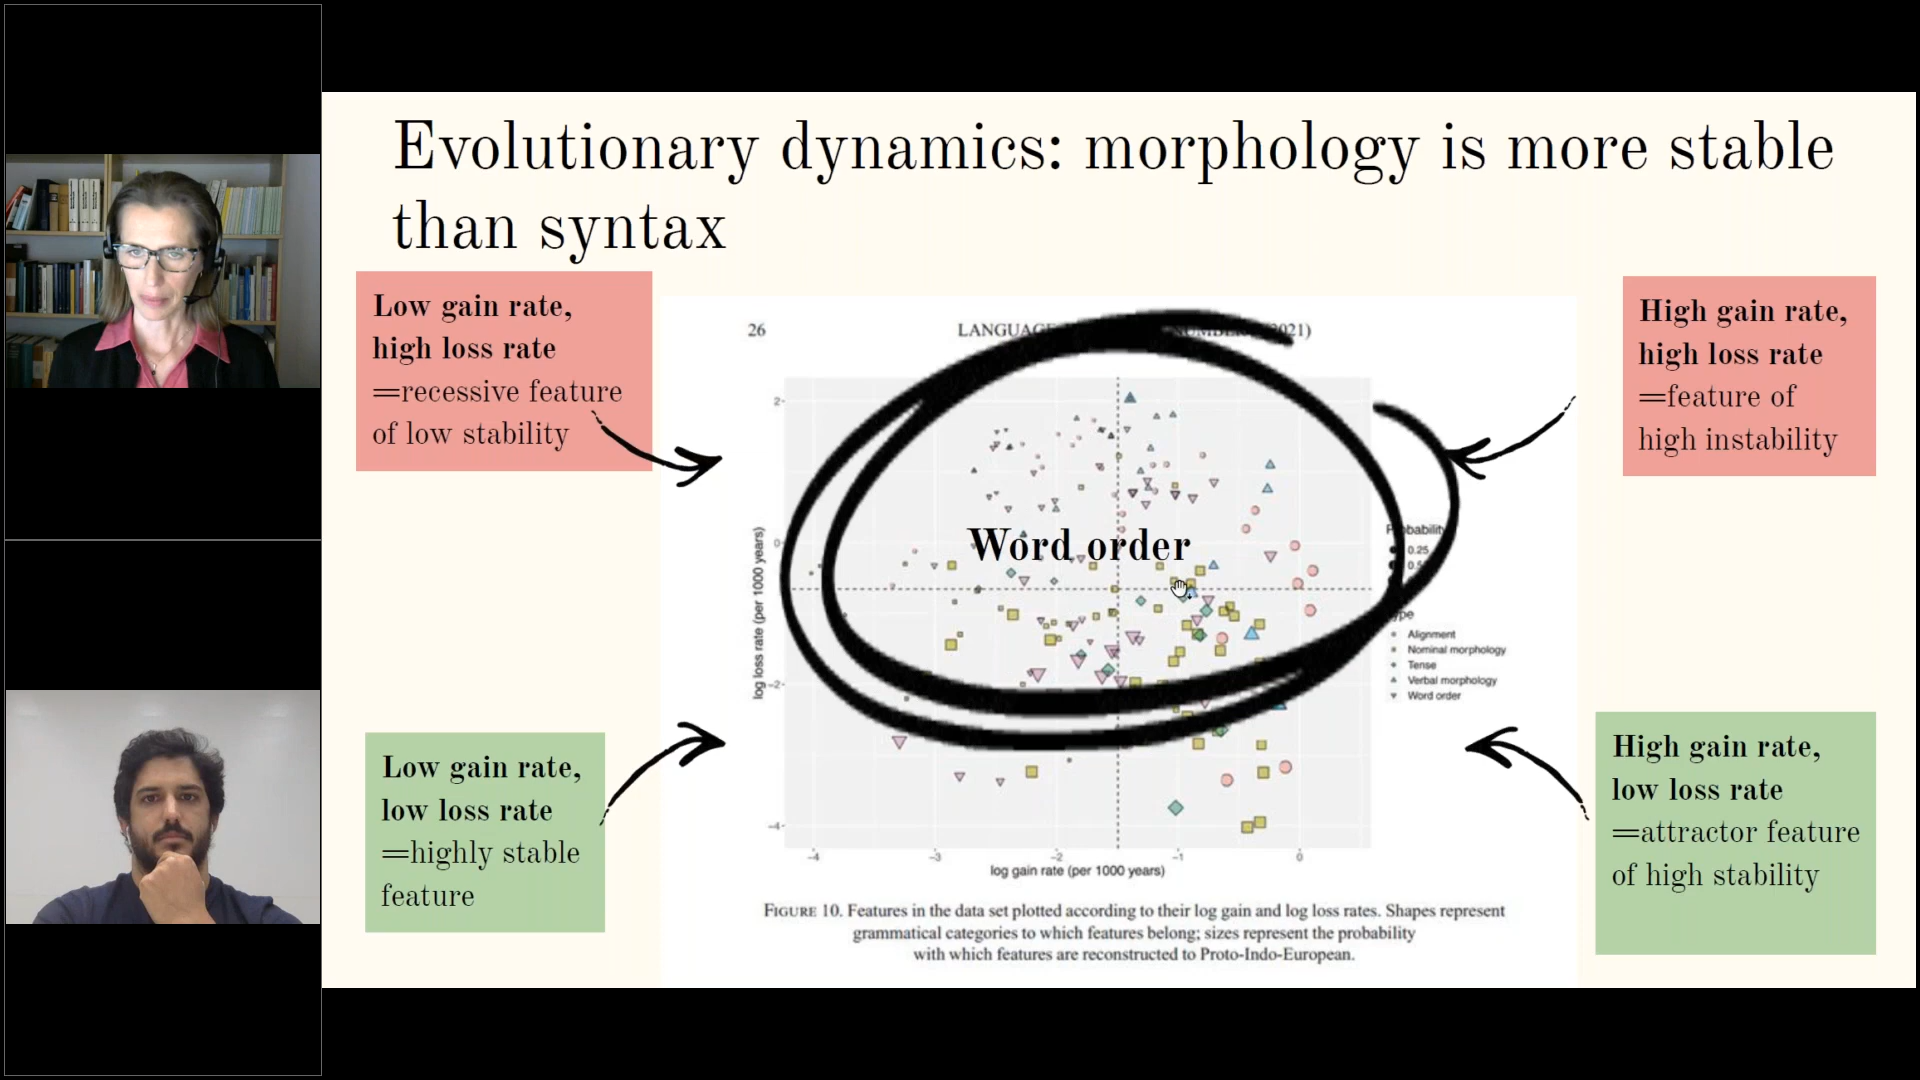 Evolutionary dynamics: morphology is more stable
than syntax
Low gain rate,
high loss rate
=recessive feature
of low stability
High gain rate,
high loss rate
=feature of
high instability
26
LANGUAGE
2021)
2
0
−2
−4
log loss rate (per 1000 years)
Word order
0.25
Alignment
Nominal morphology
Tense
Verbal morphology
Word order
−4
−3
−2
−1
0
log gain rate (per 1000 years)
Low gain rate,
low loss rate
=highly stable
feature
High gain rate,
low loss rate
=attractor feature
of high stability
FIGURE 10. Features in the data set plotted according to their log gain and log loss rates. Shapes represent
grammatical categories to which features belong; sizes represent the probability
with which features are reconstructed to Proto-Indo-European.